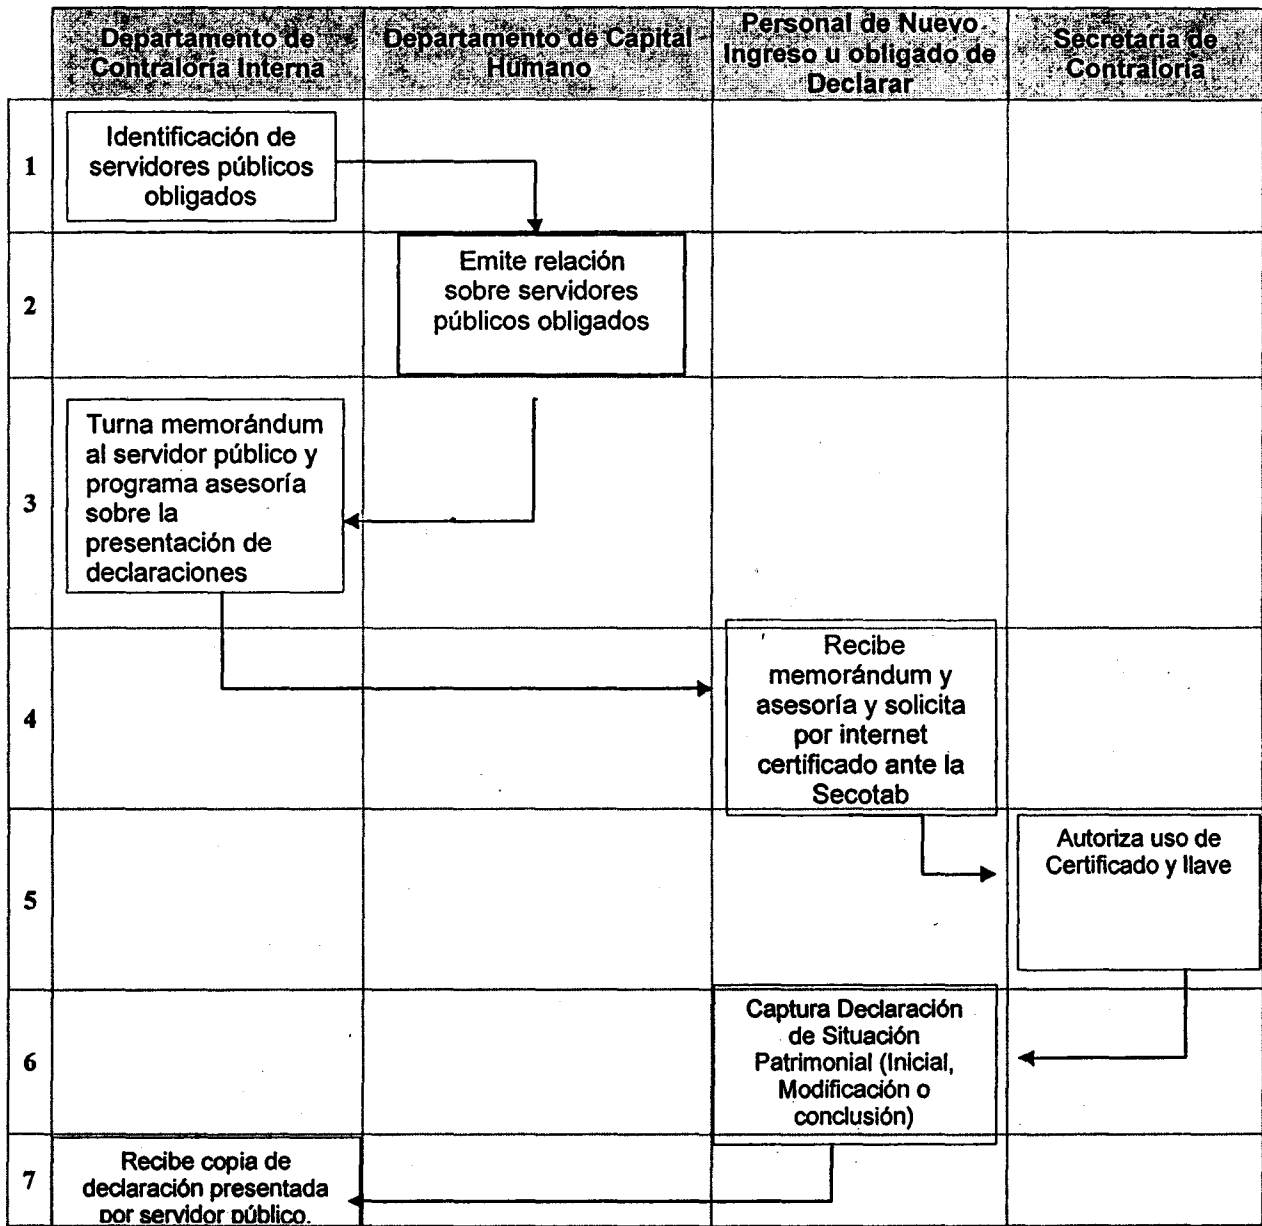 Departamento de
Contraloría Interna
Departamento de Capital
Humano
Personal de Nuevo
Ingreso u obligado de
Declarar
Secretaria de
Contraloría
1
Identificación de
servidores públicos
obligados
2
Emite relación
sobre servidores
públicos obligados
3
Turna memorándum
al servidor público y
programa asesoría
sobre la
presentación de
declaraciones
4
Recibe
memorándum y
asesoría y solicita
por internet
certificado ante la
Secotab
5
Autoriza uso de
Certificado y llave
6
Captura Declaración
de Situación
Patrimonial (Inicial,
Modificación o
conclusión)
7
Recibe copia de
declaración presentada
por servidor público.